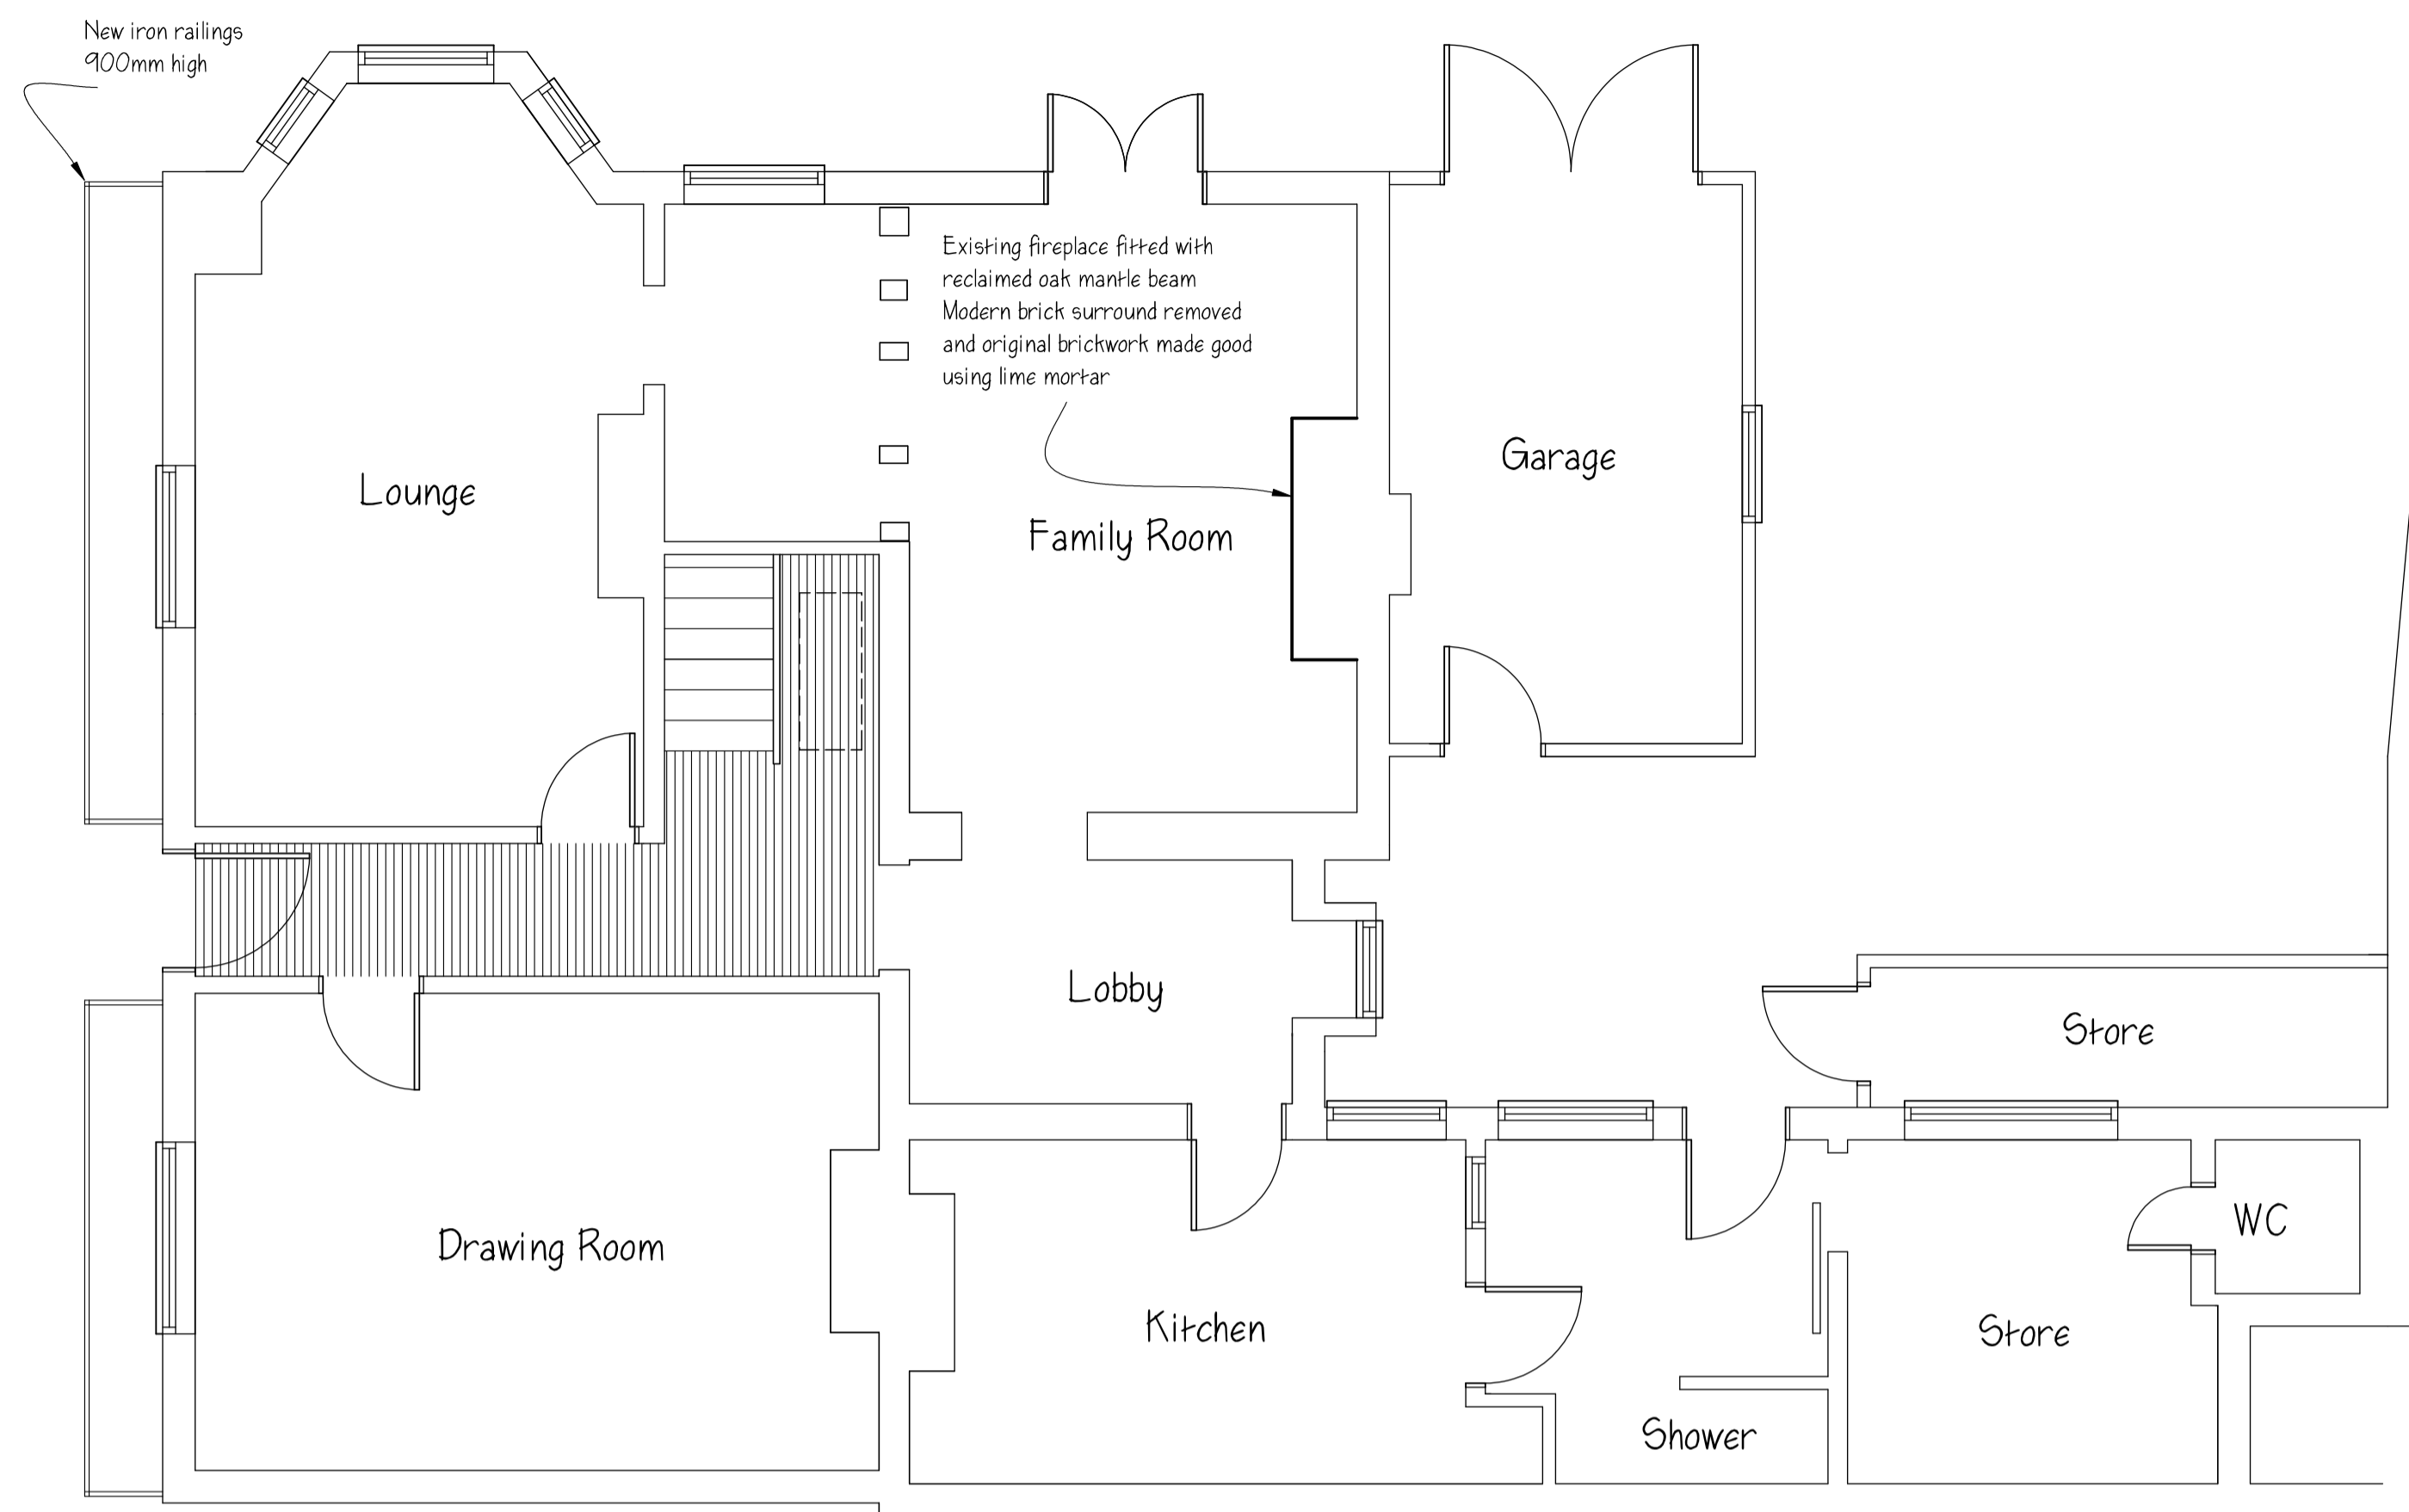 New iron railings
900mm high
Existing fireplace fitted with
reclaimed oak mantle beam
Modern brick surround removed
and original brickwork made good
using lime mortar
Lounge
Family Room
Garage
Lobby
Store
Drawing Room
Kitchen
Shower
Store
WC